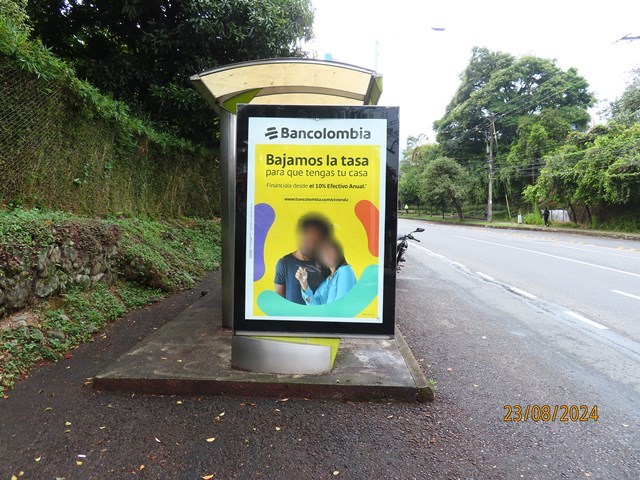 Bancolombia
Bajamos la tasa
para que tengas tu casa
Fináncíala desde el 10% Efectivo Anual.*
www.bancolombia.com/vivienda
23/08/2024